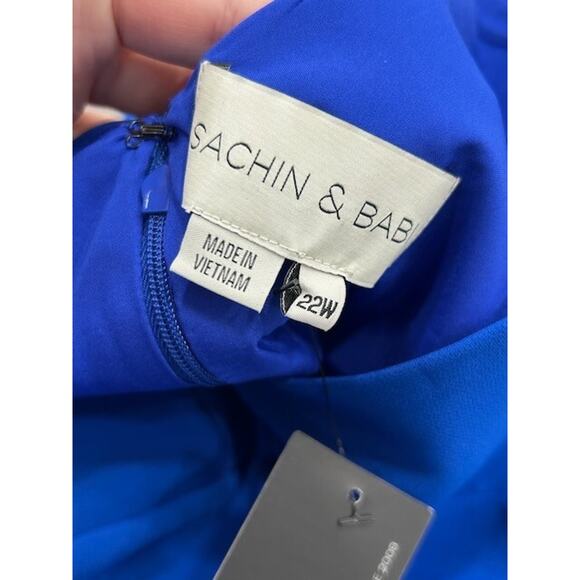 SACHIN & BAB
MADE IN
VIETNAM
22W